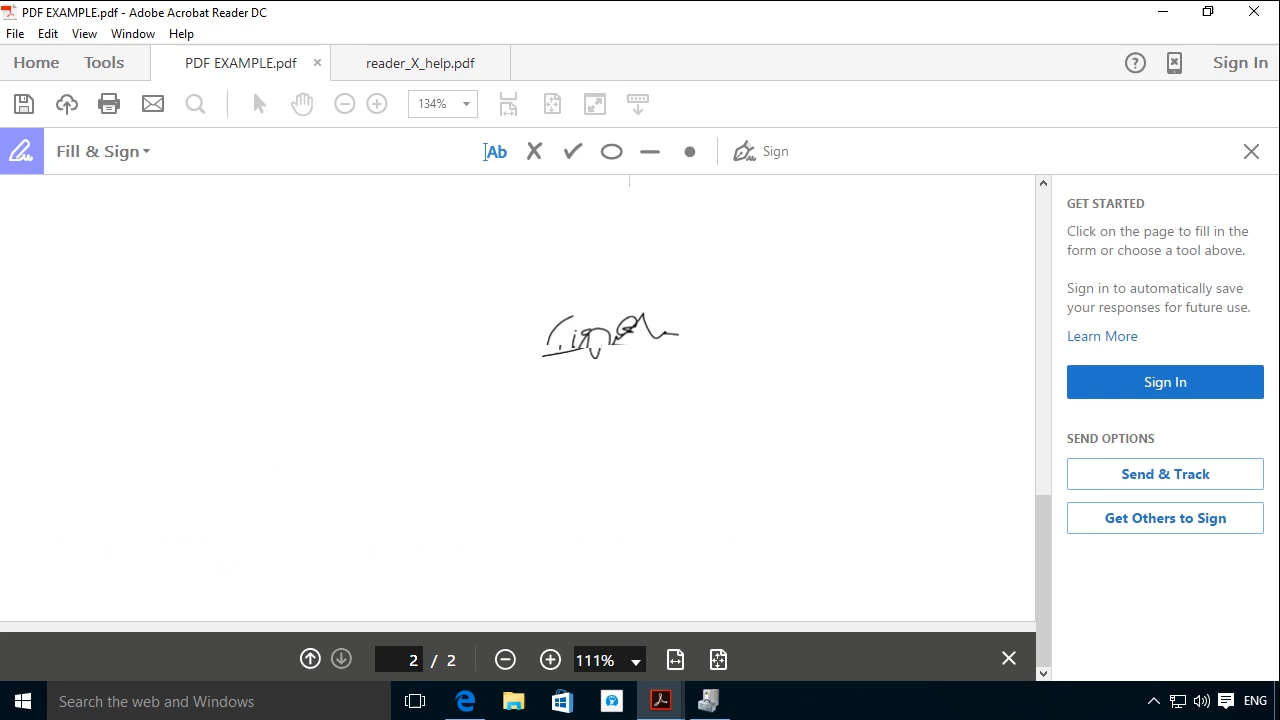 PDF EXAMPLE.pdf - Adobe Acrobat Reader DC
File Edit View Window Help
Home Tools PDF EXAMPLE.pdf × reader_X_help.pdf ? Sign In
134%
Fill & Sign Ab Sign
GET STARTED
Click on the page to fill in the
form or choose a tool above.
Sign in to automatically save
your responses for future use.
Learn More
Sign In
SEND OPTIONS
Send & Track
Get Others to Sign
2 / 2 111%
Search the web and Windows ENG